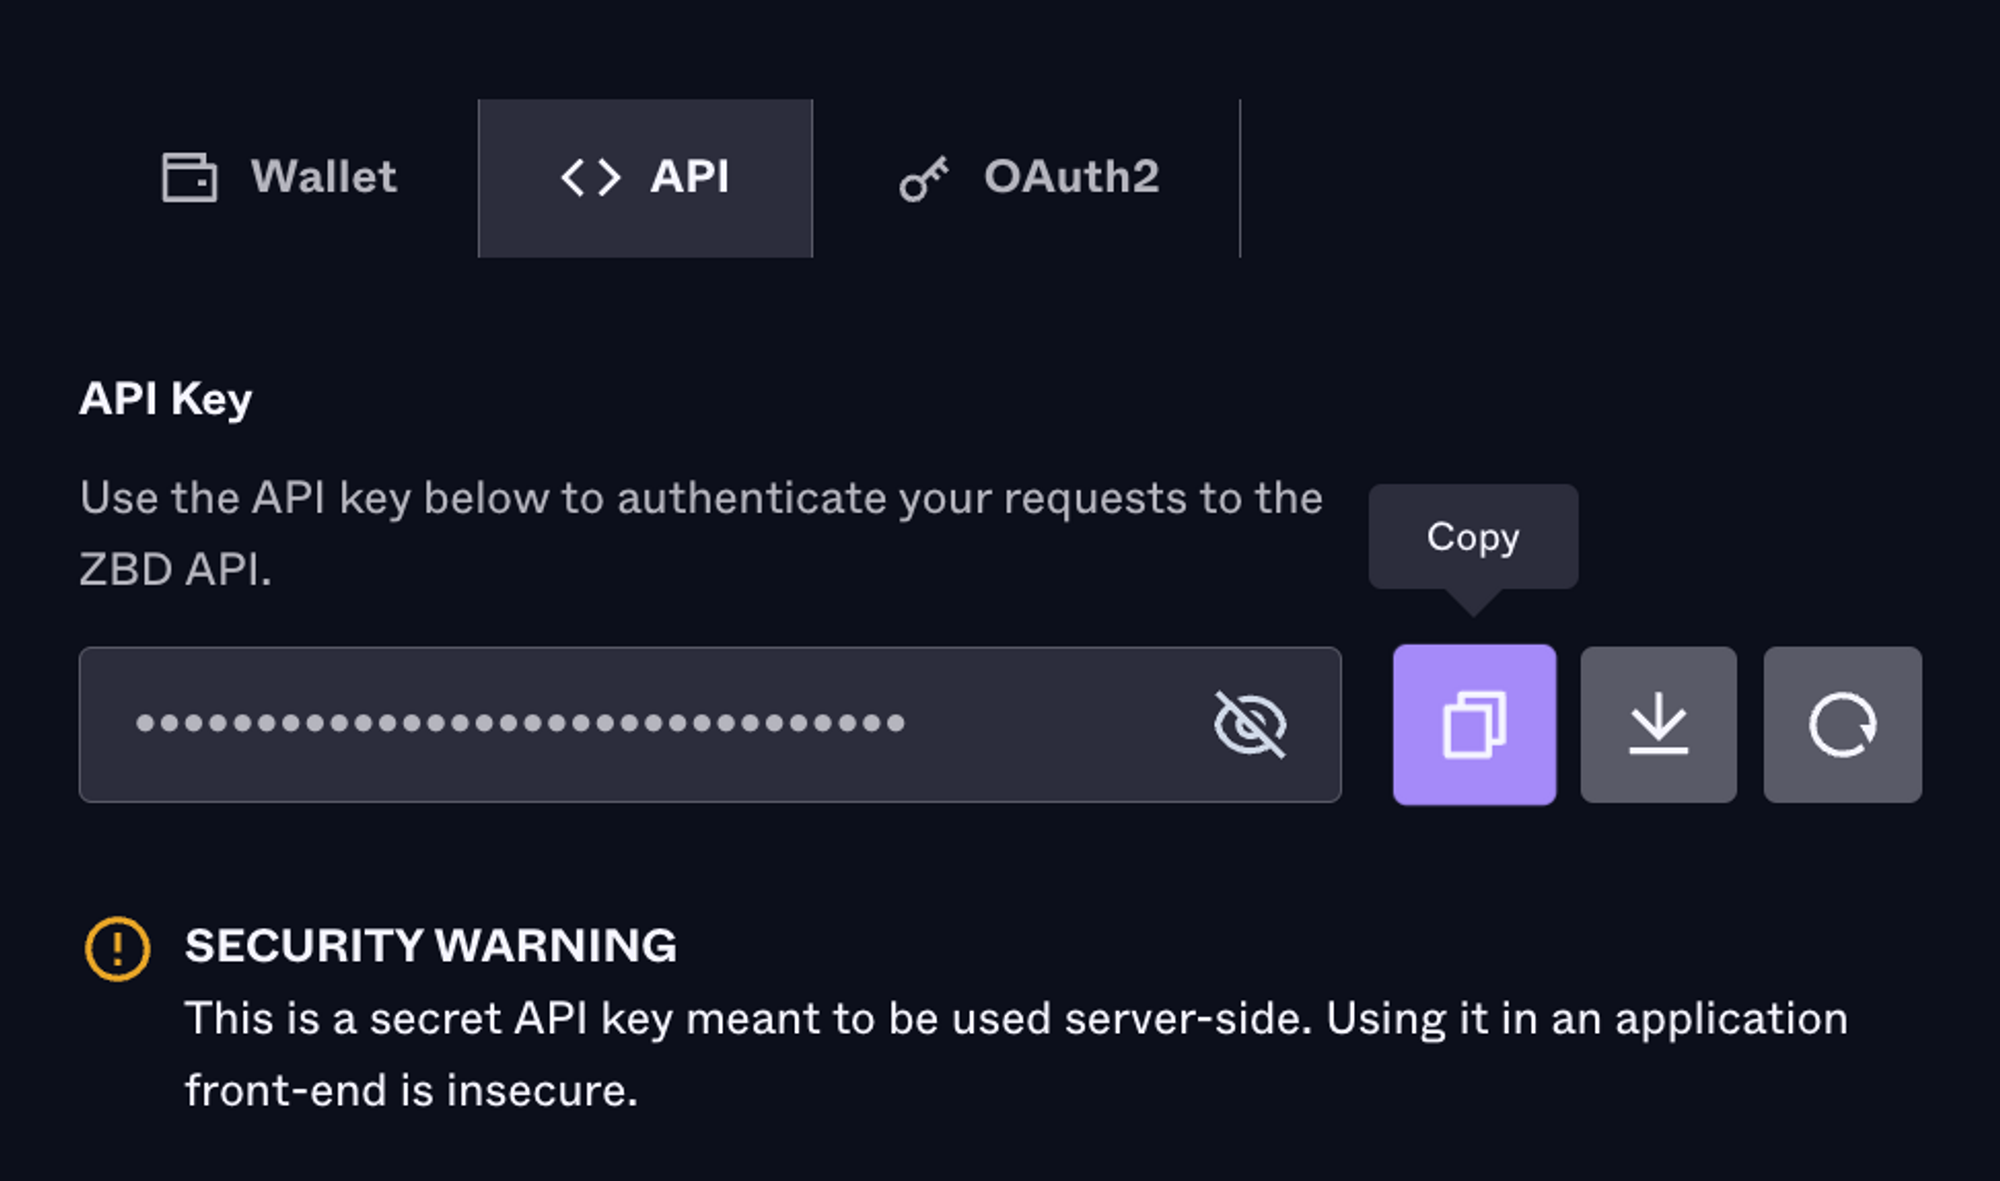 Wallet
<> API
OAuth2
API Key
Use the API key below to authenticate your requests to the
ZBD API.
Copy
••••••••••••••••••••••••••••••••
SECURITY WARNING
This is a secret API key meant to be used server-side. Using it in an application
front-end is insecure.